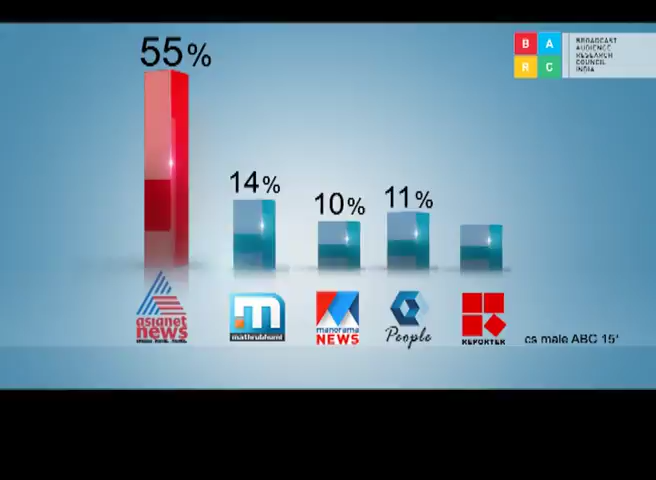 55%
B A
R C
BROADCAST
AUDIENCE
RESEARCH
COUNCIL
INDIA
14%
10%
11%
asianet
news
mathrubhumi
manorama
NEWS
People
REPORTER
cs male ABC 15+